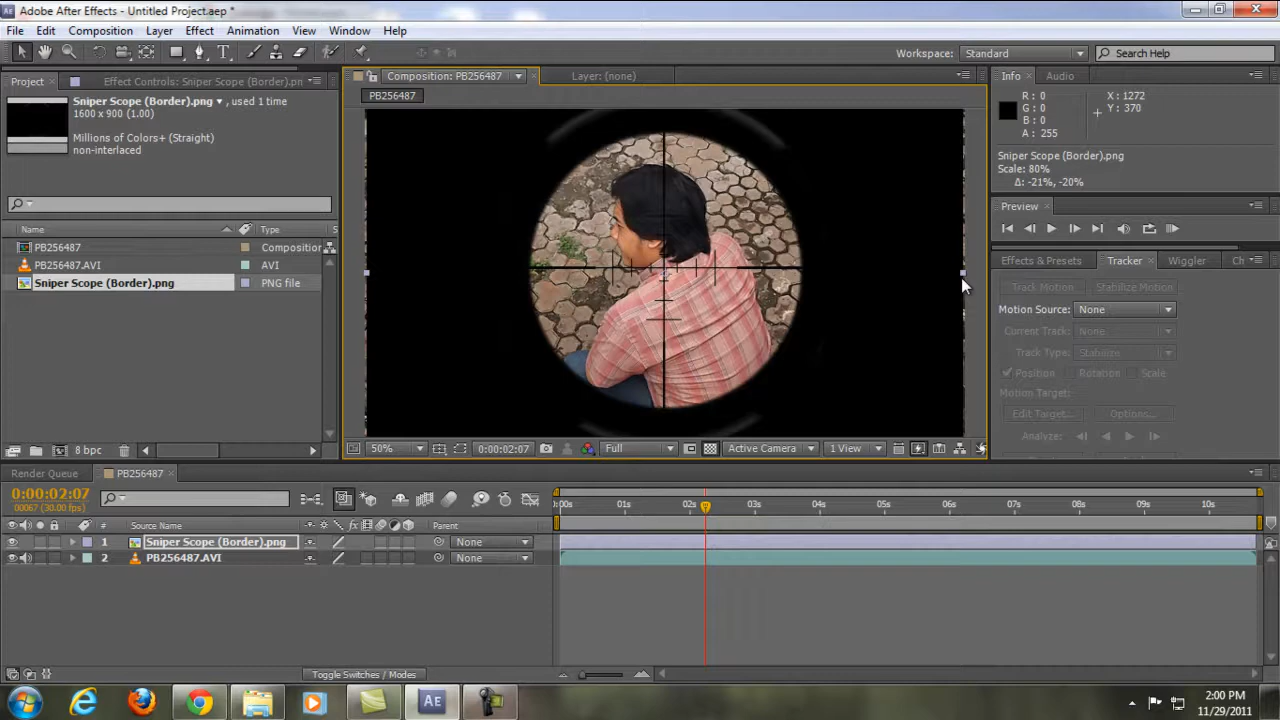 Adobe After Effects - Untitled Project.aep *
File Edit Composition Layer Effect Animation View Window Help
Workspace: Standard Search Help
Project Effect Controls: Sniper Scope (Border).pn
Composition: PB256487 Layer: (none)
Info Audio
Sniper Scope (Border).png , used 1 time
1600 x 900 (1.00)
Millions of Colors+ (Straight)
non-interlaced
PB256487
R : 0
G : 0
B : 0
A : 255
X : 1272
Y : 370
Sniper Scope (Border).png
Scale: 80%
Δ: -21%, -20%
Preview
Name Type
PB256487 Composition
PB256487.AVI AVI
Sniper Scope (Border).png PNG file
Effects & Presets Tracker Wiggler Ch
Track Motion Stabilize Motion
Motion Source: None
Current Track: None
Track Type: Stabilize
Position Rotation Scale
Motion Target:
Edit Target... Options...
Analyze:
8 bpc
50% 0:00:02:07 Full Active Camera 1 View
Render Queue PB256487
0:00:02:07
00067 (30.00 fps)
:00s 01s 02s 03s 04s 05s 06s 07s 08s 09s 10s
# Source Name Parent
1 Sniper Scope (Border).png None
2 PB256487.AVI None
Toggle Switches / Modes
2:00 PM
11/29/2011